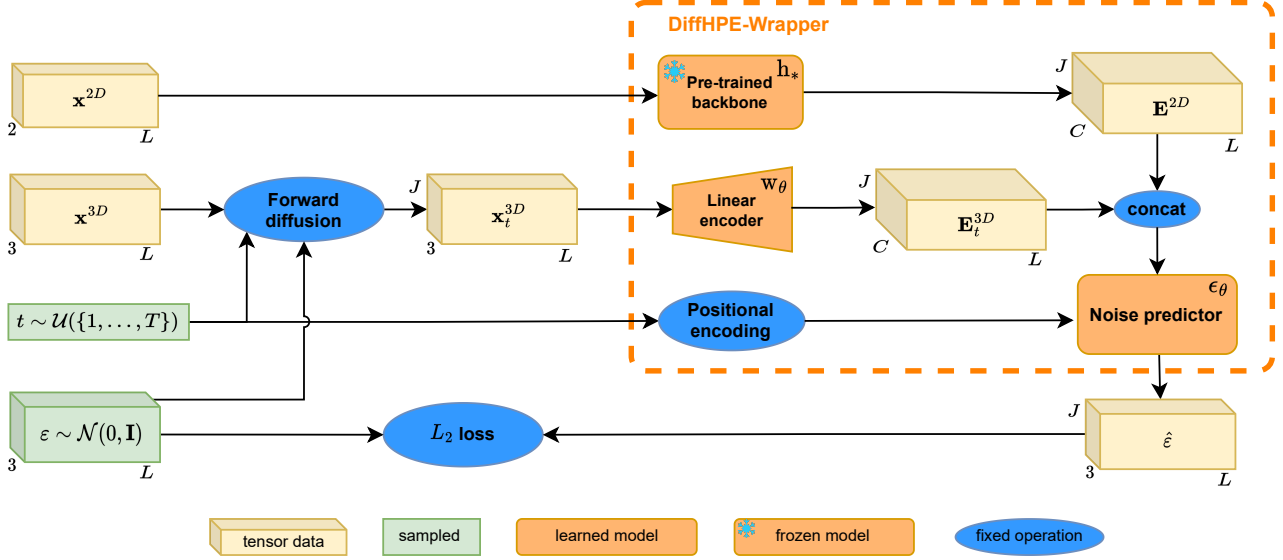 DiffHPE-Wrapper
x^{2D}
2
L
Pre-trained
backbone
h_*
J
E^{2D}
C
L
x^{3D}
3
L
Forward
diffusion
J
x_t^{3D}
3
L
w_θ
Linear
encoder
J
E_t^{3D}
C
L
concat
t ∼ 𝒰({1, . . . , T})
Positional
encoding
ϵ_θ
Noise predictor
ε ∼ 𝒩(0, I)
3
L
L_2 loss
J
ε̂
3
L
tensor data
sampled
learned model
frozen model
fixed operation